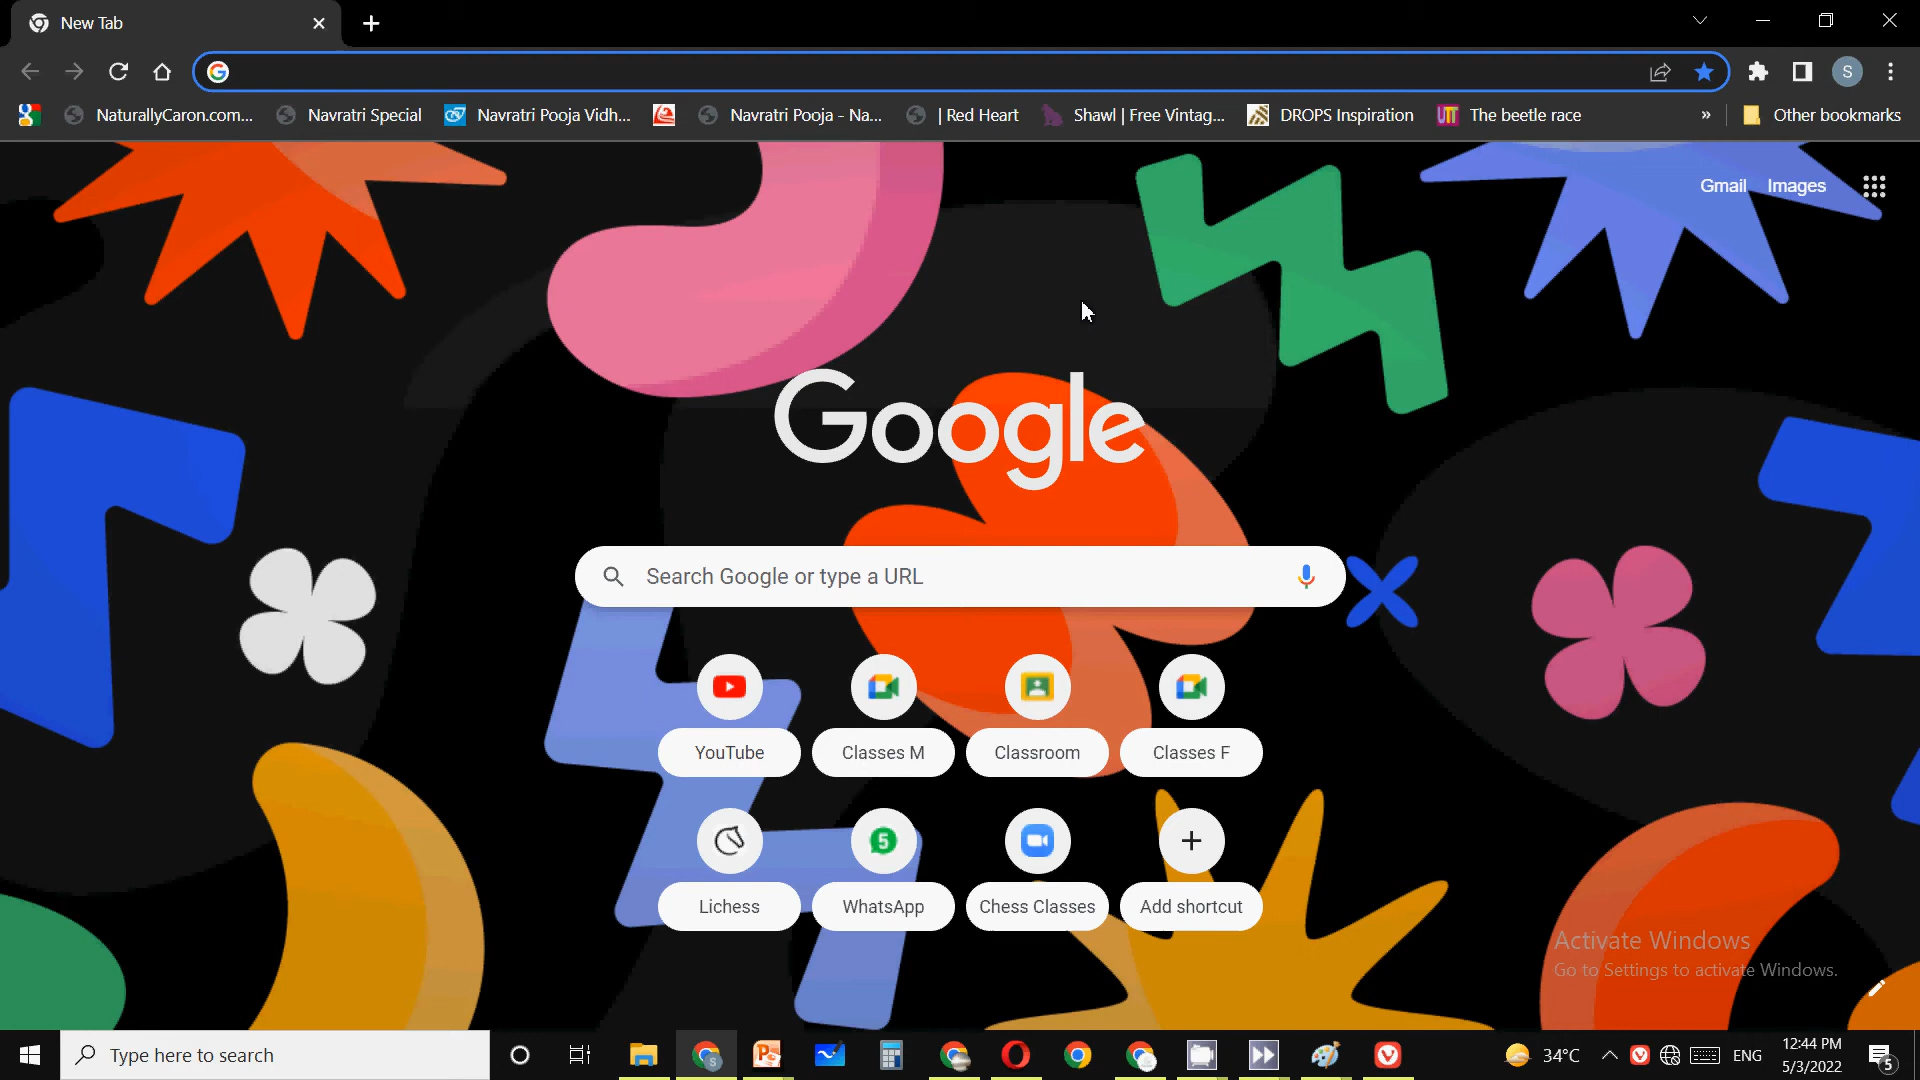 New Tab
NaturallyCaron.com...
Navratri Special
Navratri Pooja Vidh...
Navratri Pooja - Na...
| Red Heart
Shawl | Free Vintag...
DROPS Inspiration
UTT
The beetle race
»
Other bookmarks
S
Gmail
Images
Google
Search Google or type a URL
YouTube
Classes M
Classroom
Classes F
5
Lichess
WhatsApp
Chess Classes
Add shortcut
Activate Windows
Go to Settings to activate Windows.
Type here to search
34°C
ENG
12:44 PM
5/3/2022
5